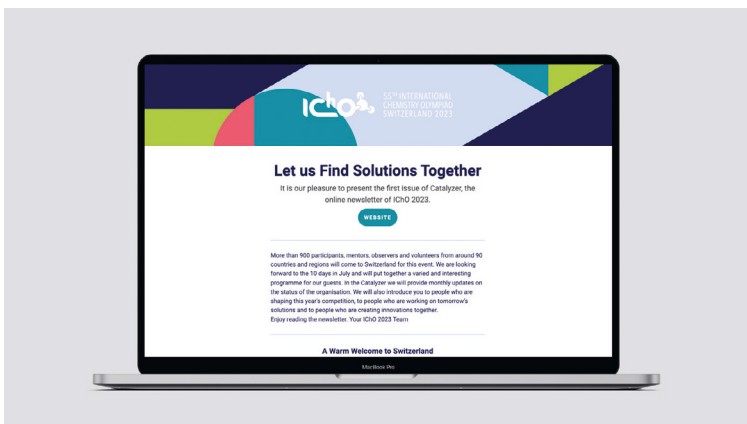 IChO
55TH INTERNATIONAL
CHEMISTRY OLYMPIAD
SWITZERLAND 2023
Let us Find Solutions Together
It is our pleasure to present the first issue of Catalyzer, the
online newsletter of IChO 2023.
WEBSITE
More than 900 participants, mentors, observers and volunteers from around 90
countries and regions will come to Switzerland for this event. We are looking
forward to the 10 days in July and will put together a varied and interesting
programme for our guests. In the Catalyzer we will provide monthly updates on
the status of the organisation. We will also introduce you to people who are
shaping this year's competition, to people who are working on tomorrow's
solutions and to people who are creating innovations together.
Enjoy reading the newsletter. Your IChO 2023 Team
A Warm Welcome to Switzerland
MacBook Pro